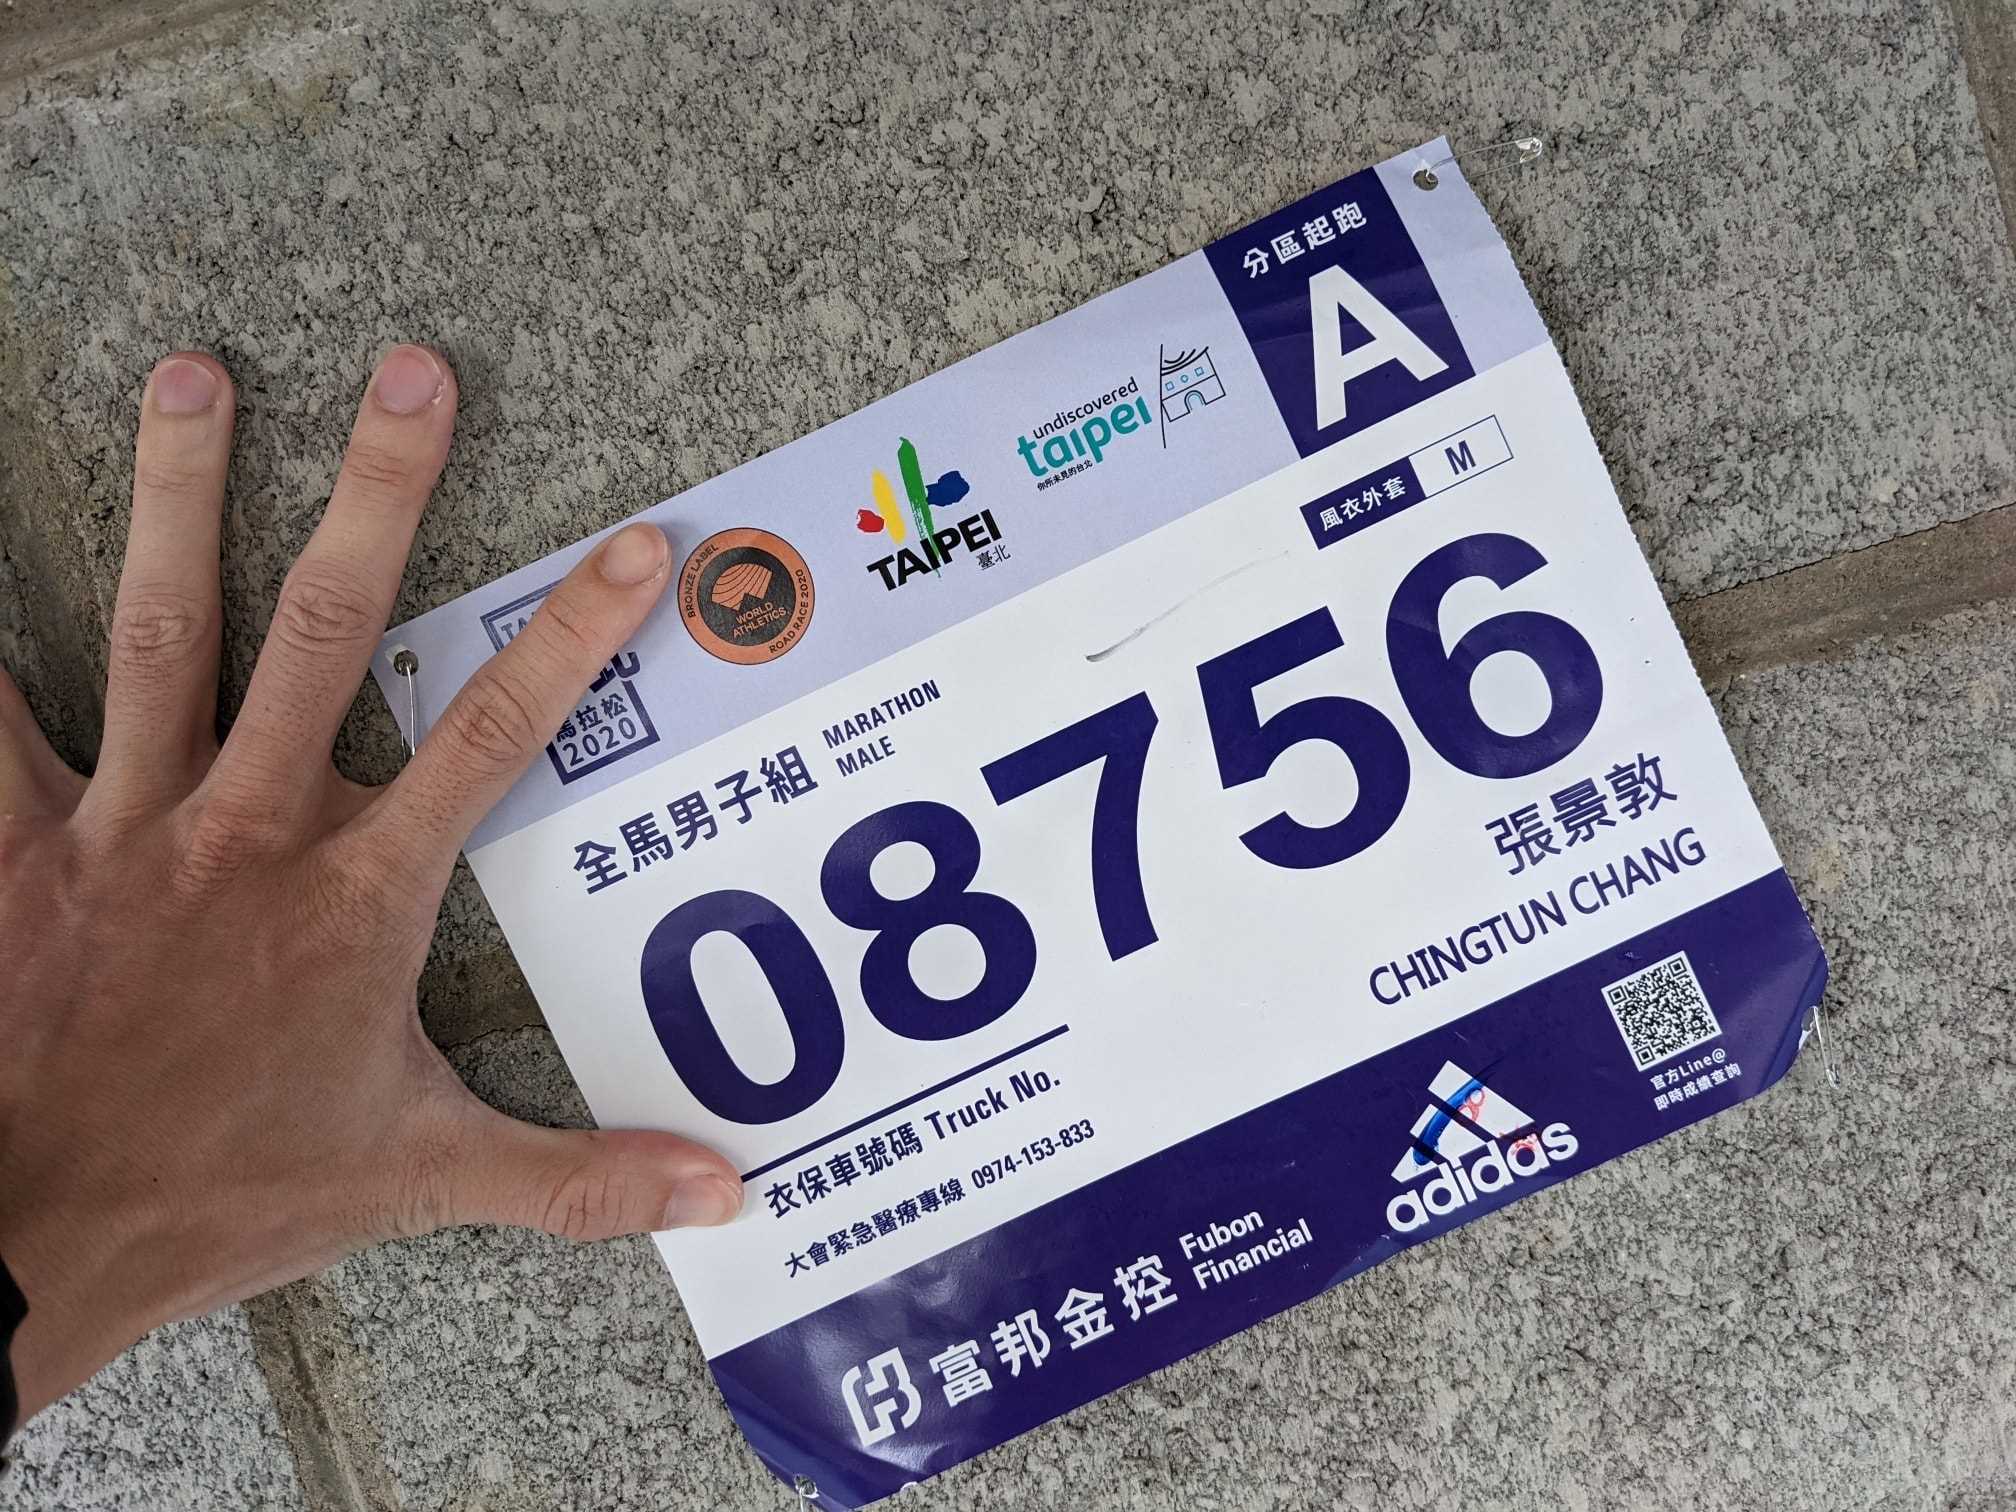 分區起跑
A
undiscovered
taipei
你所未見的台北
TAIPEI
臺北
BRONZE LABEL
WORLD
ATHLETICS
ROAD RACE 2020
馬拉松
2020
風衣外套 M
全馬男子組 MARATHON
MALE
08756
張景敦
CHINGTUN CHANG
衣保車號碼 Truck No.
大會緊急醫療專線 0974-153-833
官方Line@
即時成績查詢
adidas
富邦金控 Fubon
Financial